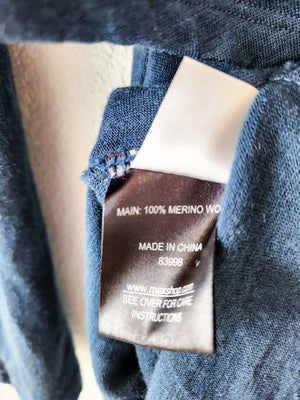 MAIN: 100% MERINO WO
MADE IN CHINA
83998
www.maxshop.com
SEE OVER FOR CARE
INSTRUCTIONS